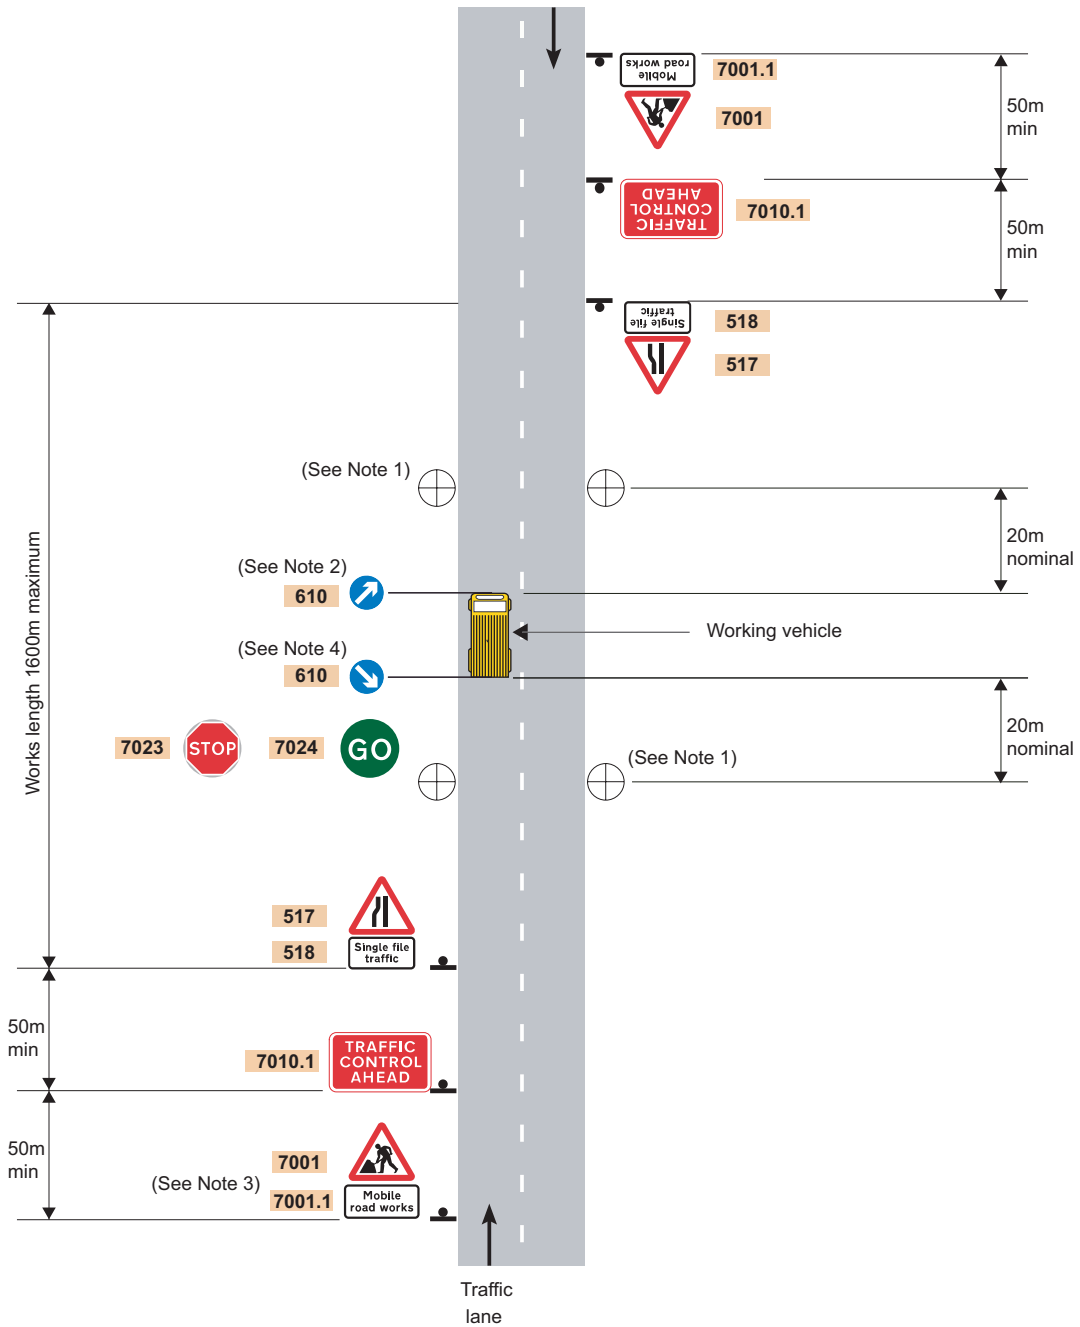 Mobile
road works
7001.1
7001
50m
min
TRAFFIC
CONTROL
AHEAD
7010.1
50m
min
Single file
traffic
518
517
(See Note 1)
20m
nominal
(See Note 2)
610
Works length 1600m maximum
Working vehicle
(See Note 4)
610
7023
STOP
7024
GO
20m
nominal
(See Note 1)
517
518
Single file
traffic
50m
min
7010.1
TRAFFIC
CONTROL
AHEAD
50m
min
7001
(See Note 3)
7001.1
Mobile
road works
Traffic
lane